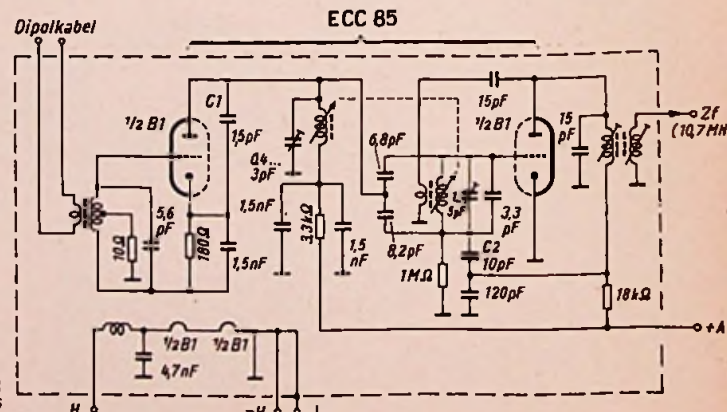 ECC 85
Dipolkabel
½ B1
C1
1,5pF
5,6
pF
10Ω
180Ω
1,5nF
0,4...
3pF
1,5nF
3,3kΩ
1,5
nF
6,8pF
8,2pF
1MΩ
15pF
½ B1
5pF
3,3
pF
C2
10pF
120pF
15
pF
18kΩ
Zf
(10,7MH
+A
½B1
½B1
4,7nF
H